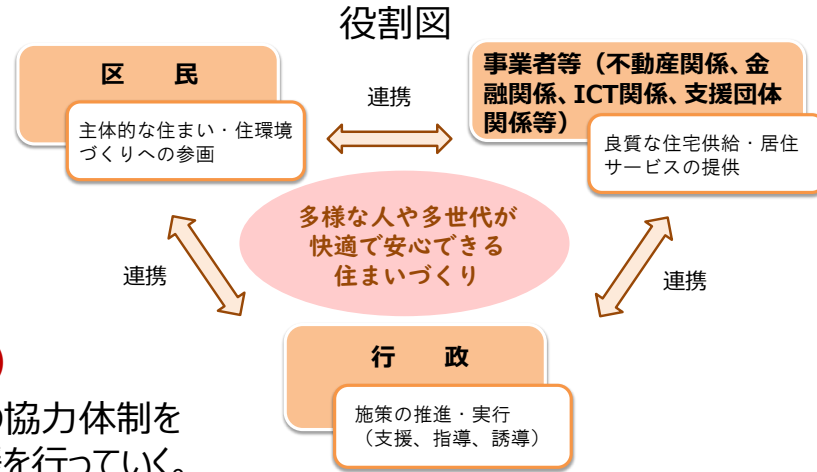 役割図
区　民
主体的な住まい・住環境
づくりへの参画
連携
事業者等（不動産関係、金
融関係、ICT関係、支援団体
関係等）
良質な住宅供給・居住
サービスの提供
多様な人や多世代が
快適で安心できる
住まいづくり
連携
連携
行　政
施策の推進・実行
（支援、指導、誘導）
協力体制を
を行っていく。